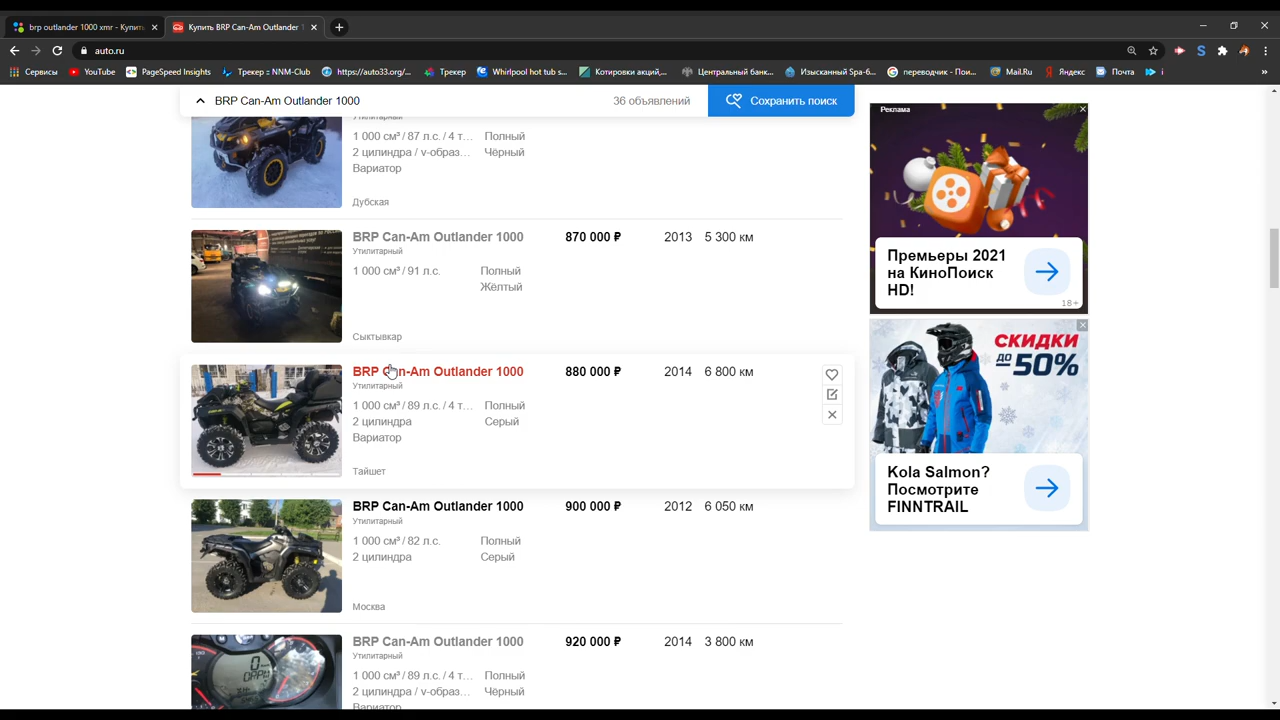 brp outlander 1000 xmr - Купить
Купить BRP Can-Am Outlander 1
auto.ru
Сервисы YouTube PageSpeed Insights Трекер :: NNM-Club https://auto33.org/... Трекер Whirlpool hot tub s... Котировки акций,... Центральный банк... Изысканный Spa-б... переводчик - Пои... Mail.Ru Яндекс Почта »
BRP Can-Am Outlander 1000 36 объявлений Сохранить поиск
Утилитарный
1 000 см³ / 87 л.с. / 4 т... Полный
2 цилиндра / v-образ... Чёрный
Вариатор
Дубская
BRP Can-Am Outlander 1000 870 000 ₽ 2013 5 300 км
Утилитарный
1 000 см³ / 91 л.с. Полный
Жёлтый
Сыктывкар
BRP Can-Am Outlander 1000 880 000 ₽ 2014 6 800 км
Утилитарный
1 000 см³ / 89 л.с. / 4 т... Полный
2 цилиндра Серый
Вариатор
Тайшет
BRP Can-Am Outlander 1000 900 000 ₽ 2012 6 050 км
Утилитарный
1 000 см³ / 82 л.с. Полный
2 цилиндра Серый
Москва
BRP Can-Am Outlander 1000 920 000 ₽ 2014 3 800 км
Утилитарный
1 000 см³ / 89 л.с. / 4 т... Полный
2 цилиндра / v-образ... Чёрный
Вариатор
Реклама
Премьеры 2021
на КиноПоиск
HD!
18+
СКИДКИ
ДО -50%
Kola Salmon?
Посмотрите
FINNTRAIL